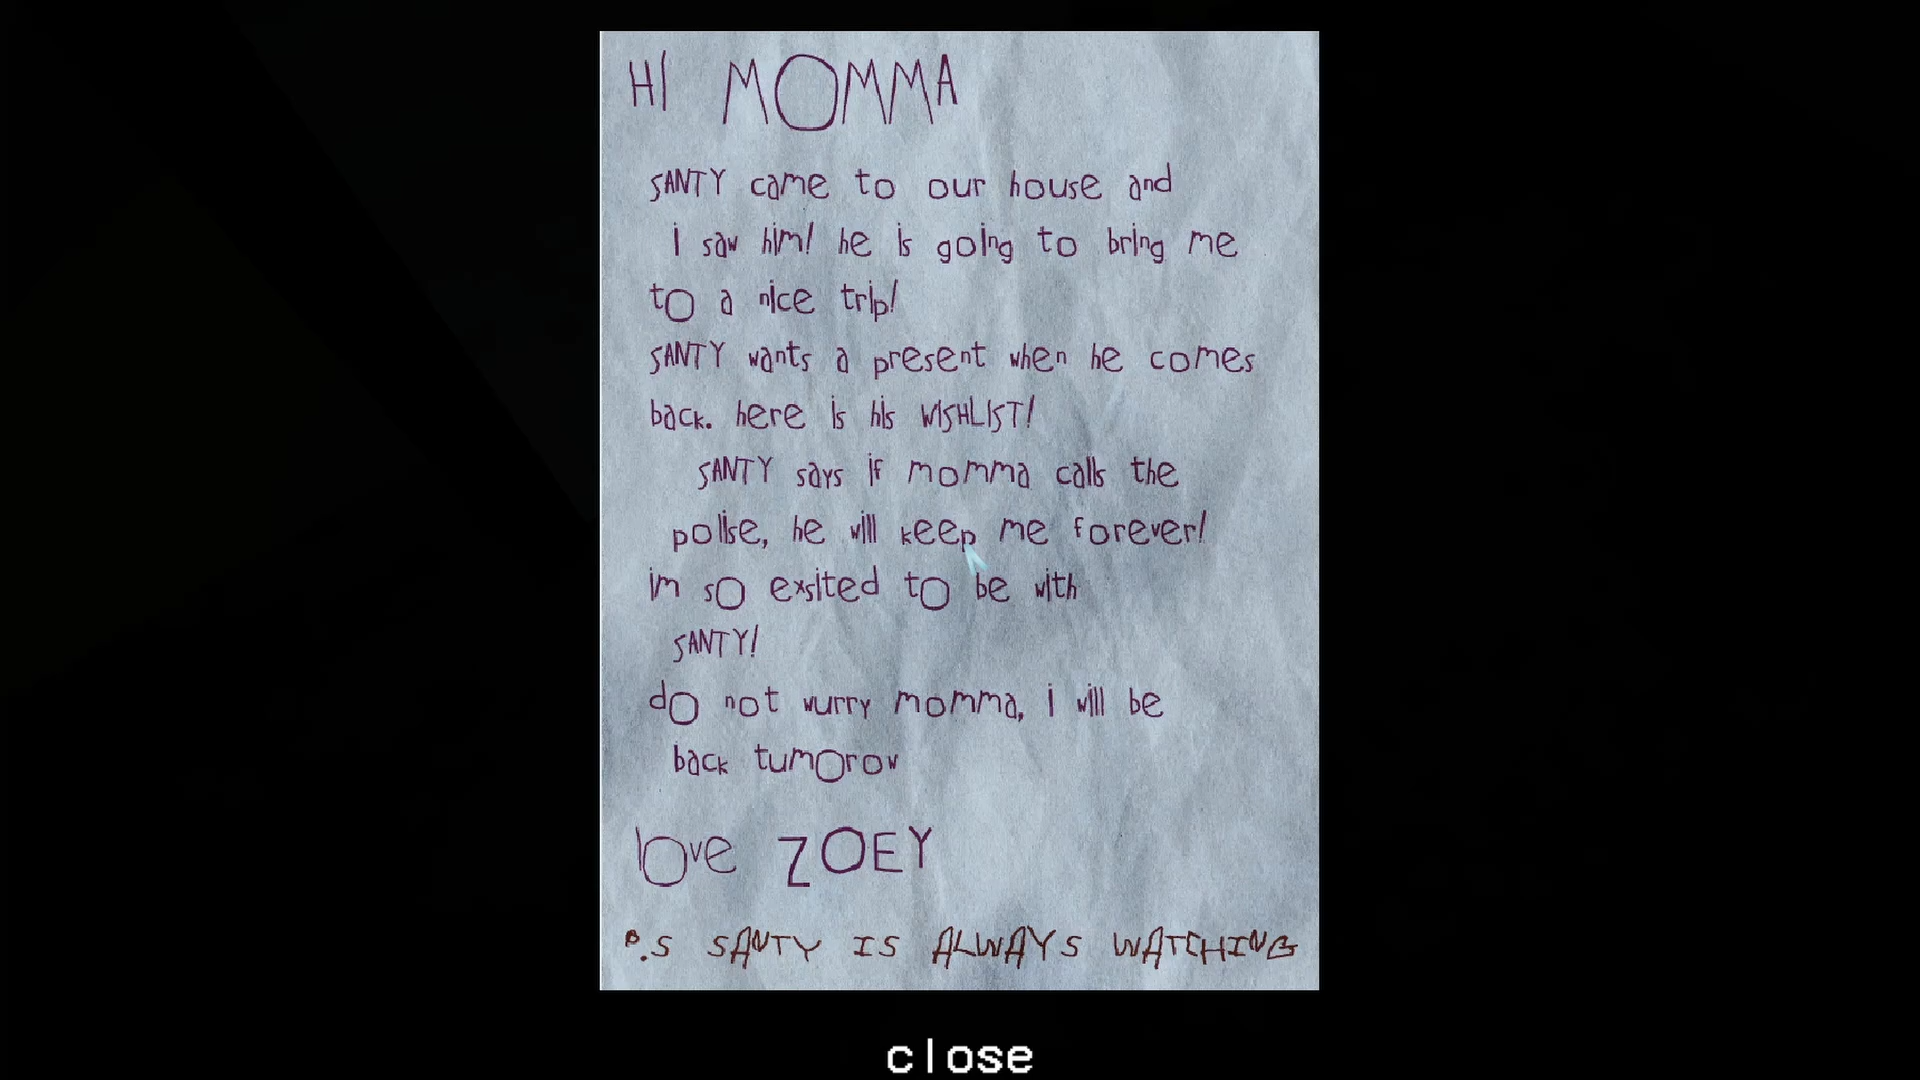 HI MOMMA
SANTY came to our house and
i saw him! he is going to bring me
to a nice trip!
SANTY wants a present when he comes
back. here is his WISHLIST!
SANTY says if momma calls the
polise, he will keep me forever!
im so exsited to be with
SANTY!
do not wurry momma, i will be
back tumorow
love ZOEY
P.S SANTY IS ALWAYS WATCHING
close